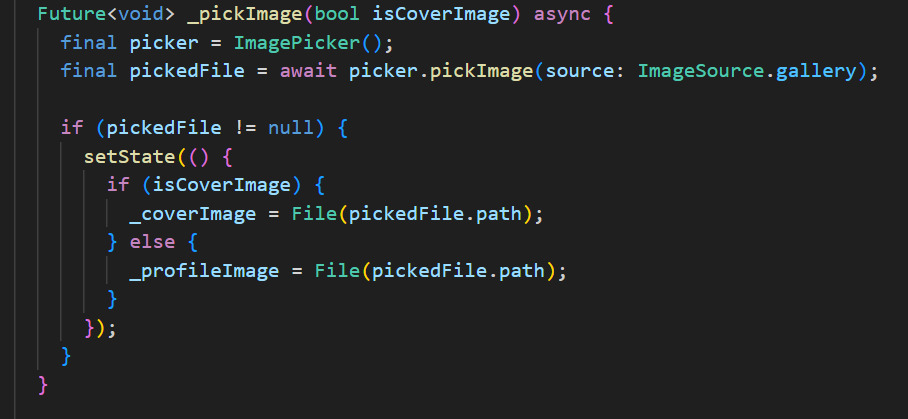 Future<void> _pickImage(bool isCoverImage) async {
  final picker = ImagePicker();
  final pickedFile = await picker.pickImage(source: ImageSource.gallery);

  if (pickedFile != null) {
    setState(() {
      if (isCoverImage) {
        _coverImage = File(pickedFile.path);
      } else {
        _profileImage = File(pickedFile.path);
      }
    });
  }
}